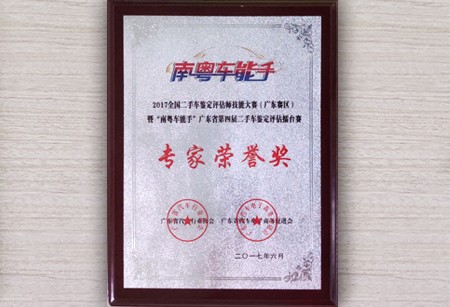 南粤车能手
2017全国二手车鉴定评估师技能大赛（广东赛区）
暨“南粤车能手”广东省第四届二手车鉴定评估擂台赛
专家荣誉奖
二〇一七年六月